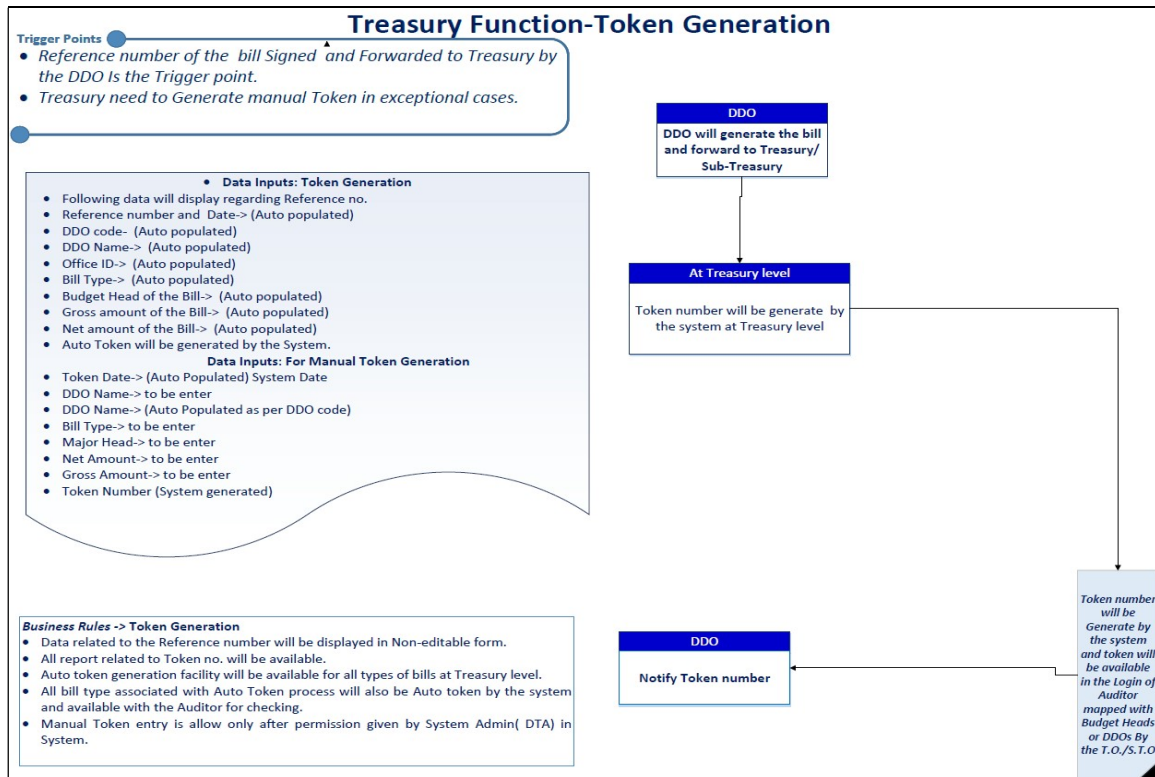 Treasury Function-Token Generation
Trigger Points
• Reference number of the bill Signed and Forwarded to Treasury by
the DDO Is the Trigger point.
• Treasury need to Generate manual Token in exceptional cases.
• Data Inputs: Token Generation
• Following data will display regarding Reference no.
• Reference number and Date-> (Auto populated)
• DDO code- (Auto populated)
• DDO Name-> (Auto populated)
• Office ID-> (Auto populated)
• Bill Type-> (Auto populated)
• Budget Head of the Bill-> (Auto populated)
• Gross amount of the Bill-> (Auto populated)
• Net amount of the Bill-> (Auto populated)
• Auto Token will be generated by the System.
Data Inputs: For Manual Token Generation
• Token Date-> (Auto Populated) System Date
• DDO Name-> to be enter
• DDO Name-> (Auto Populated as per DDO code)
• Bill Type-> to be enter
• Major Head-> to be enter
• Net Amount-> to be enter
• Gross Amount-> to be enter
• Token Number (System generated)
Business Rules -> Token Generation
• Data related to the Reference number will be displayed in Non-editable form.
• All report related to Token no. will be available.
• Auto token generation facility will be available for all types of bills at Treasury level.
• All bill type associated with Auto Token process will also be Auto token by the system
and available with the Auditor for checking.
• Manual Token entry is allow only after permission given by System Admin( DTA) in
System.
DDO
DDO will generate the bill
and forward to Treasury/
Sub-Treasury
At Treasury level
Token number will be generate by
the system at Treasury level
Token number
will be
Generate by
the system
and token will
be available
in the Login of
Auditor
mapped with
Budget Heads
or DDOs By
the T.O./S.T.O
DDO
Notify Token number